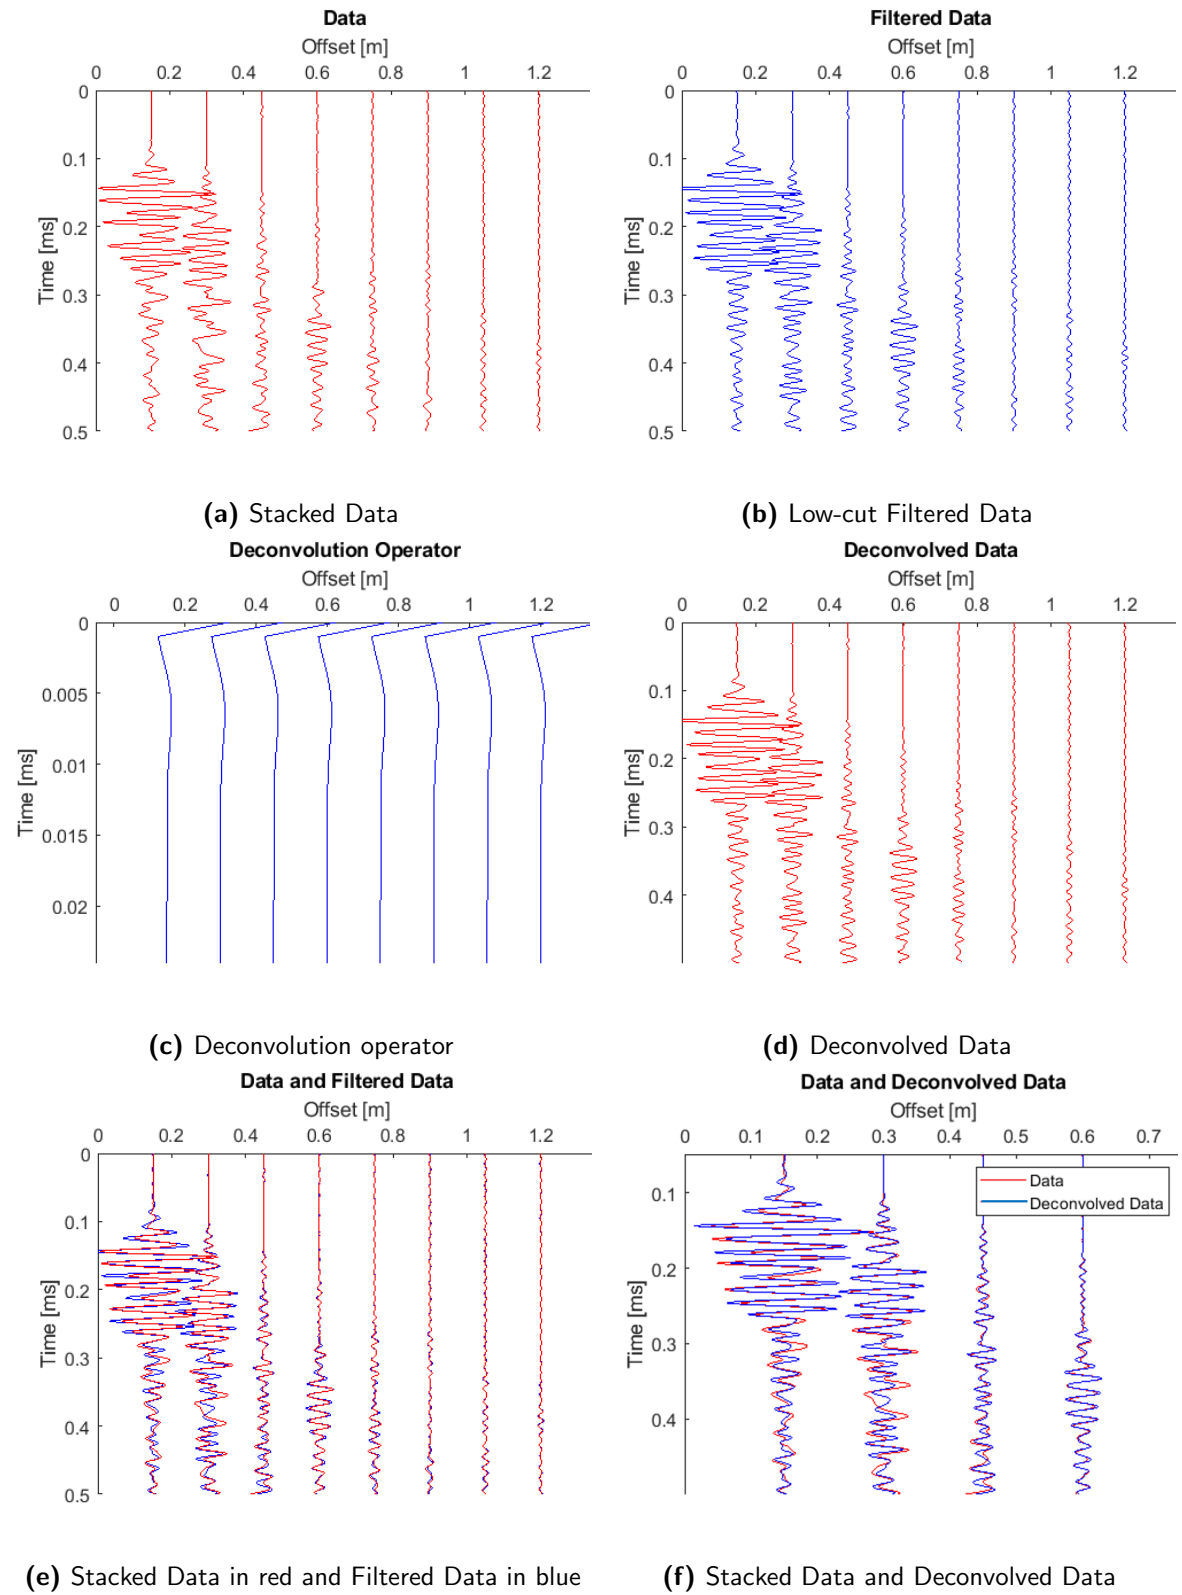 Data
Offset [m]
0 0.2 0.4 0.6 0.8 1 1.2
0
0.1
0.2
0.3
0.4
0.5
Time [ms]
(a) Stacked Data
Filtered Data
Offset [m]
0 0.2 0.4 0.6 0.8 1 1.2
0
0.1
0.2
0.3
0.4
0.5
Time [ms]
(b) Low-cut Filtered Data
Deconvolution Operator
Offset [m]
0 0.2 0.4 0.6 0.8 1 1.2
0
0.005
0.01
0.015
0.02
Time [ms]
(c) Deconvolution operator
Deconvolved Data
Offset [m]
0 0.2 0.4 0.6 0.8 1 1.2
0
0.1
0.2
0.3
0.4
Time [ms]
(d) Deconvolved Data
Data and Filtered Data
Offset [m]
0 0.2 0.4 0.6 0.8 1 1.2
0
0.1
0.2
0.3
0.4
0.5
Time [ms]
(e) Stacked Data in red and Filtered Data in blue
Data and Deconvolved Data
Offset [m]
0 0.1 0.2 0.3 0.4 0.5 0.6 0.7
Data
Deconvolved Data
0.1
0.2
0.3
0.4
Time [ms]
(f) Stacked Data and Deconvolved Data